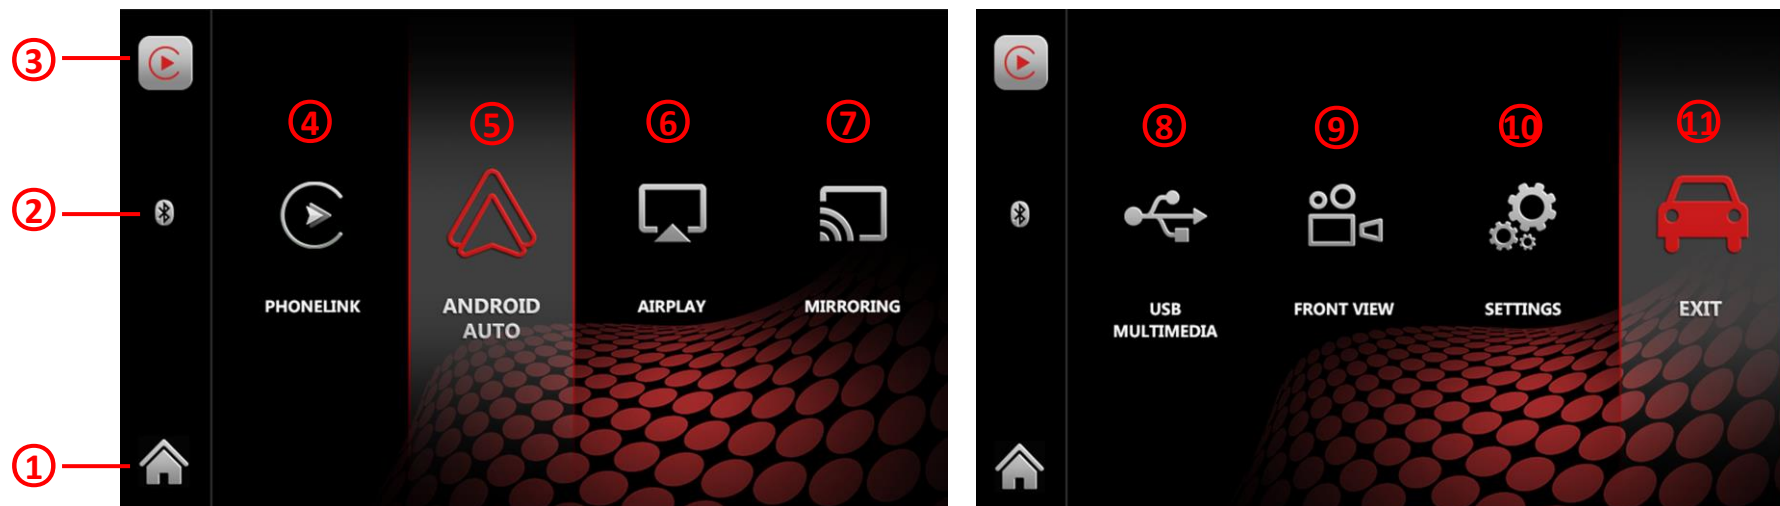 ③
④
⑤
⑥
⑦
②
PHONELINK
ANDROID
AUTO
AIRPLAY
MIRRORING
①
⑧
⑨
⑩
⑪
USB
MULTIMEDIA
FRONT VIEW
SETTINGS
EXIT